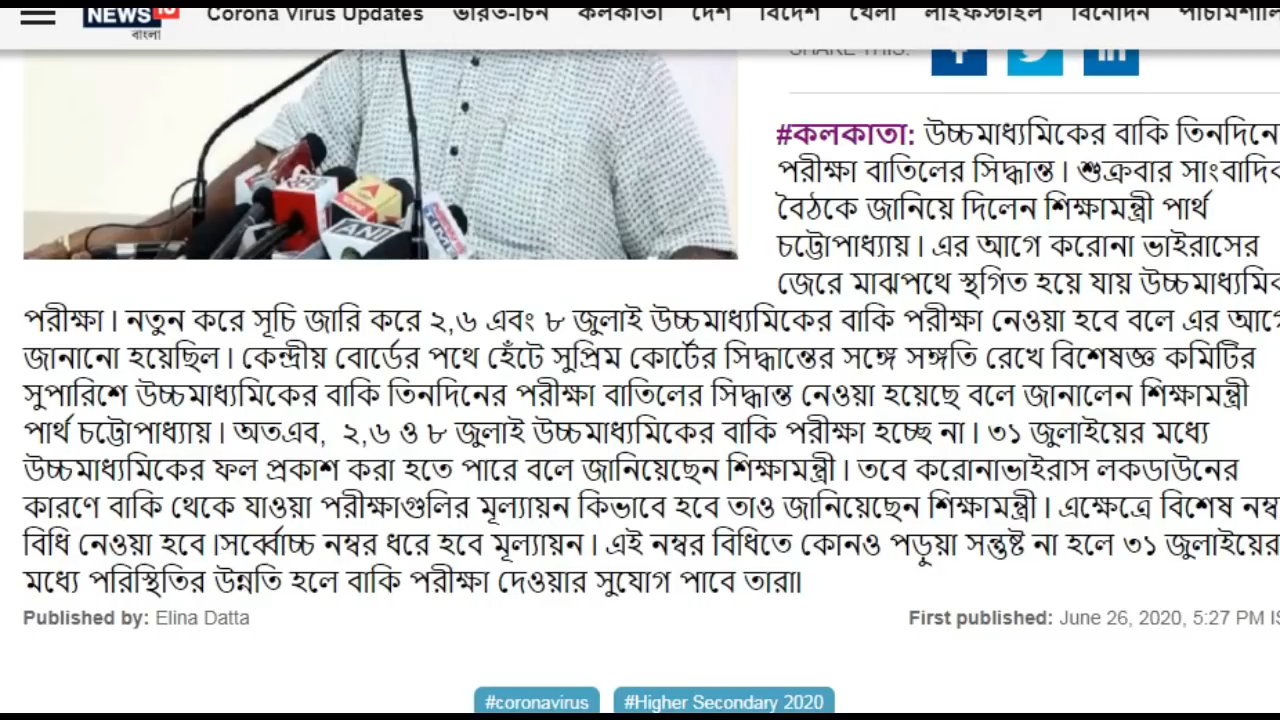 NEWS18
বাংলা
Corona Virus Updates ভারত-চিন কলকাতা দেশ বিদেশ খেলা লাইফস্টাইল বিনোদন পাঁচমিশালি
SHARE THIS:
#কলকাতা: উচ্চমাধ্যমিকের বাকি তিনদিনের
পরীক্ষা বাতিলের সিদ্ধান্ত। শুক্রবার সাংবাদিক
বৈঠকে জানিয়ে দিলেন শিক্ষামন্ত্রী পার্থ
চট্টোপাধ্যায়। এর আগে করোনা ভাইরাসের
জেরে মাঝপথে স্থগিত হয়ে যায় উচ্চমাধ্যমিক
পরীক্ষা। নতুন করে সূচি জারি করে ২,৬ এবং ৮ জুলাই উচ্চমাধ্যমিকের বাকি পরীক্ষা নেওয়া হবে বলে এর আগে
জানানো হয়েছিল। কেন্দ্রীয় বোর্ডের পথে হেঁটে সুপ্রিম কোর্টের সিদ্ধান্তের সঙ্গে সঙ্গতি রেখে বিশেষজ্ঞ কমিটির
সুপারিশে উচ্চমাধ্যমিকের বাকি তিনদিনের পরীক্ষা বাতিলের সিদ্ধান্ত নেওয়া হয়েছে বলে জানালেন শিক্ষামন্ত্রী
পার্থ চট্টোপাধ্যায়। অতএব, ২,৬ ও ৮ জুলাই উচ্চমাধ্যমিকের বাকি পরীক্ষা হচ্ছে না। ৩১ জুলাইয়ের মধ্যে
উচ্চমাধ্যমিকের ফল প্রকাশ করা হতে পারে বলে জানিয়েছেন শিক্ষামন্ত্রী। তবে করোনাভাইরাস লকডাউনের
কারণে বাকি থেকে যাওয়া পরীক্ষাগুলির মূল্যায়ন কিভাবে হবে তাও জানিয়েছেন শিক্ষামন্ত্রী। এক্ষেত্রে বিশেষ নম্ব
বিধি নেওয়া হবে।সর্ব্বোচ্চ নম্বর ধরে হবে মূল্যায়ন। এই নম্বর বিধিতে কোনও পড়ুয়া সন্তুষ্ট না হলে ৩১ জুলাইয়ের
মধ্যে পরিস্থিতির উন্নতি হলে বাকি পরীক্ষা দেওয়ার সুযোগ পাবে তারা।
Published by: Elina Datta
First published: June 26, 2020, 5:27 PM IS
#coronavirus #Higher Secondary 2020
ANI